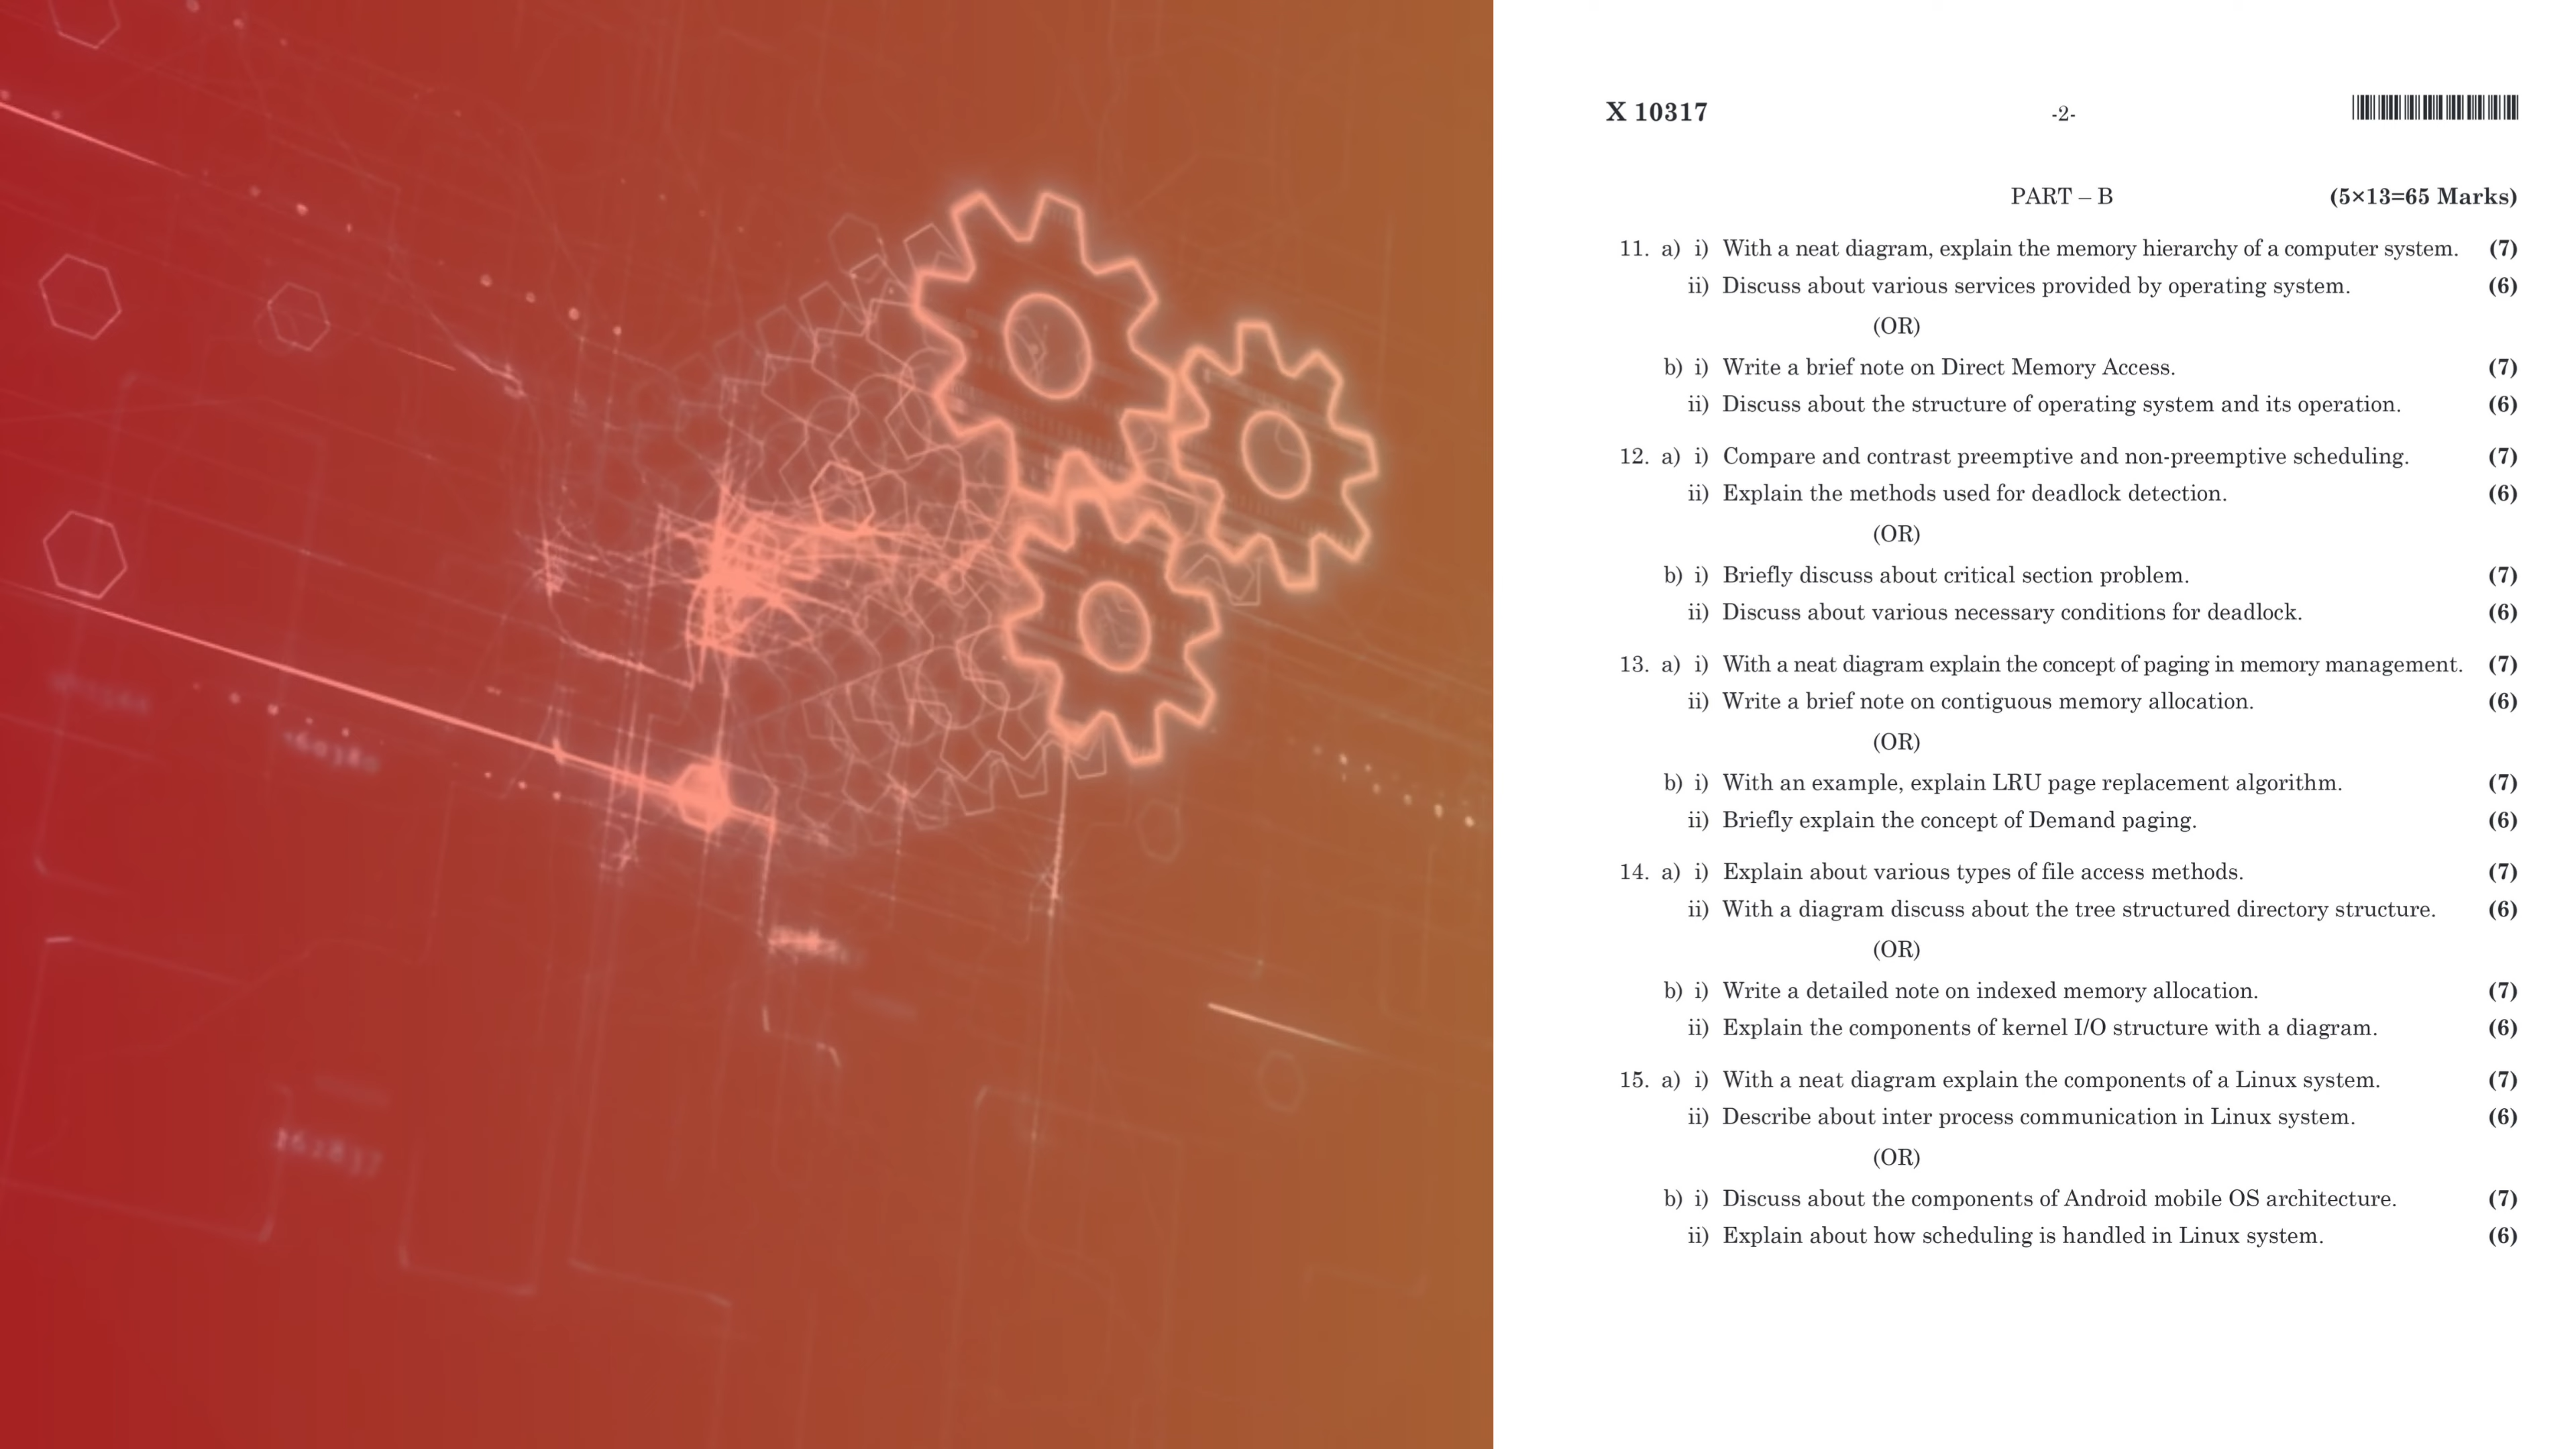 X 10317
-2-
PART – B
(5×13=65 Marks)
11. a) i) With a neat diagram, explain the memory hierarchy of a computer system. (7)
ii) Discuss about various services provided by operating system. (6)
(OR)
b) i) Write a brief note on Direct Memory Access. (7)
ii) Discuss about the structure of operating system and its operation. (6)
12. a) i) Compare and contrast preemptive and non-preemptive scheduling. (7)
ii) Explain the methods used for deadlock detection. (6)
(OR)
b) i) Briefly discuss about critical section problem. (7)
ii) Discuss about various necessary conditions for deadlock. (6)
13. a) i) With a neat diagram explain the concept of paging in memory management. (7)
ii) Write a brief note on contiguous memory allocation. (6)
(OR)
b) i) With an example, explain LRU page replacement algorithm. (7)
ii) Briefly explain the concept of Demand paging. (6)
14. a) i) Explain about various types of file access methods. (7)
ii) With a diagram discuss about the tree structured directory structure. (6)
(OR)
b) i) Write a detailed note on indexed memory allocation. (7)
ii) Explain the components of kernel I/O structure with a diagram. (6)
15. a) i) With a neat diagram explain the components of a Linux system. (7)
ii) Describe about inter process communication in Linux system. (6)
(OR)
b) i) Discuss about the components of Android mobile OS architecture. (7)
ii) Explain about how scheduling is handled in Linux system. (6)